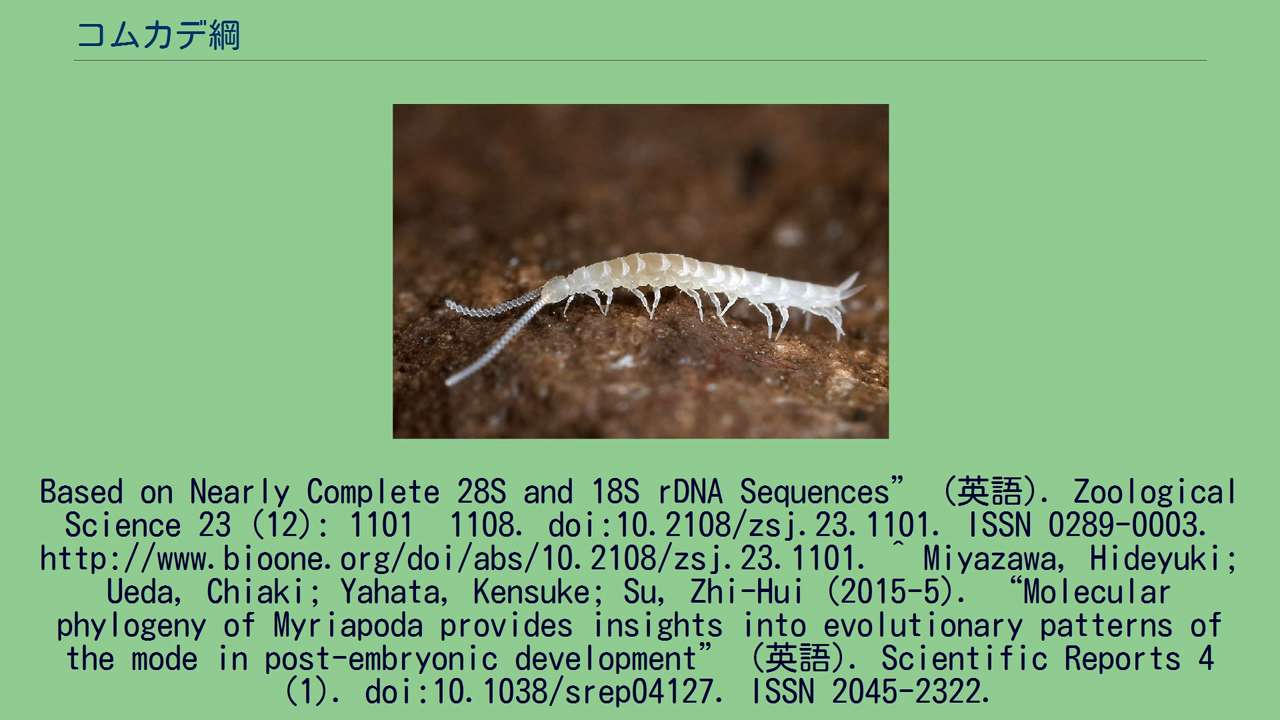 コムカデ綱
Based on Nearly Complete 28S and 18S rDNA Sequences” (英語). Zoological
Science 23 (12): 1101  1108. doi:10.2108/zsj.23.1101. ISSN 0289-0003.
http://www.bioone.org/doi/abs/10.2108/zsj.23.1101. ^ Miyazawa, Hideyuki;
Ueda, Chiaki; Yahata, Kensuke; Su, Zhi-Hui (2015-5). “Molecular
phylogeny of Myriapoda provides insights into evolutionary patterns of
the mode in post-embryonic development” (英語). Scientific Reports 4
(1). doi:10.1038/srep04127. ISSN 2045-2322.